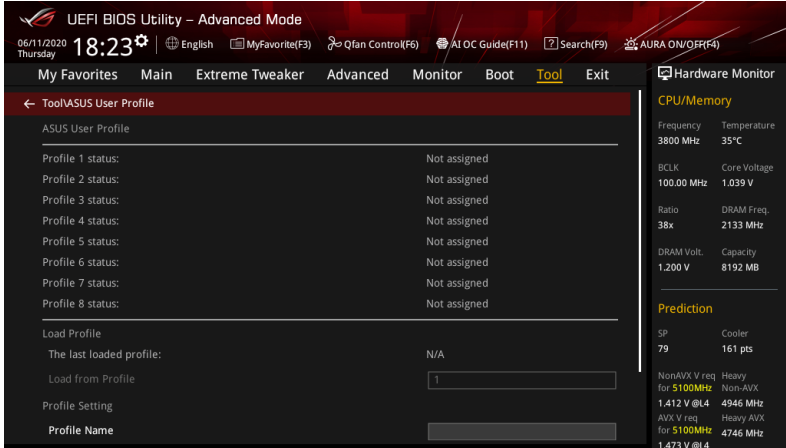 UEFI BIOS Utility – Advanced Mode
06/11/2020 Thursday 18:23 English MyFavorite(F3) Qfan Control(F6) AI OC Guide(F11) Search(F9) AURA ON/OFF(F4)
My Favorites Main Extreme Tweaker Advanced Monitor Boot Tool Exit
← Tool\ASUS User Profile
ASUS User Profile
Profile 1 status: Not assigned
Profile 2 status: Not assigned
Profile 3 status: Not assigned
Profile 4 status: Not assigned
Profile 5 status: Not assigned
Profile 6 status: Not assigned
Profile 7 status: Not assigned
Profile 8 status: Not assigned
Load Profile
The last loaded profile: N/A
Load from Profile 1
Profile Setting
Profile Name
Hardware Monitor
CPU/Memory
Frequency Temperature
3800 MHz 35°C
BCLK Core Voltage
100.00 MHz 1.039 V
Ratio DRAM Freq.
38x 2133 MHz
DRAM Volt. Capacity
1.200 V 8192 MB
Prediction
SP Cooler
79 161 pts
NonAVX V req Heavy
for 5100MHz Non-AVX
1.412 V @L4 4946 MHz
AVX V req Heavy AVX
for 5100MHz 4746 MHz
1.473 V @L4